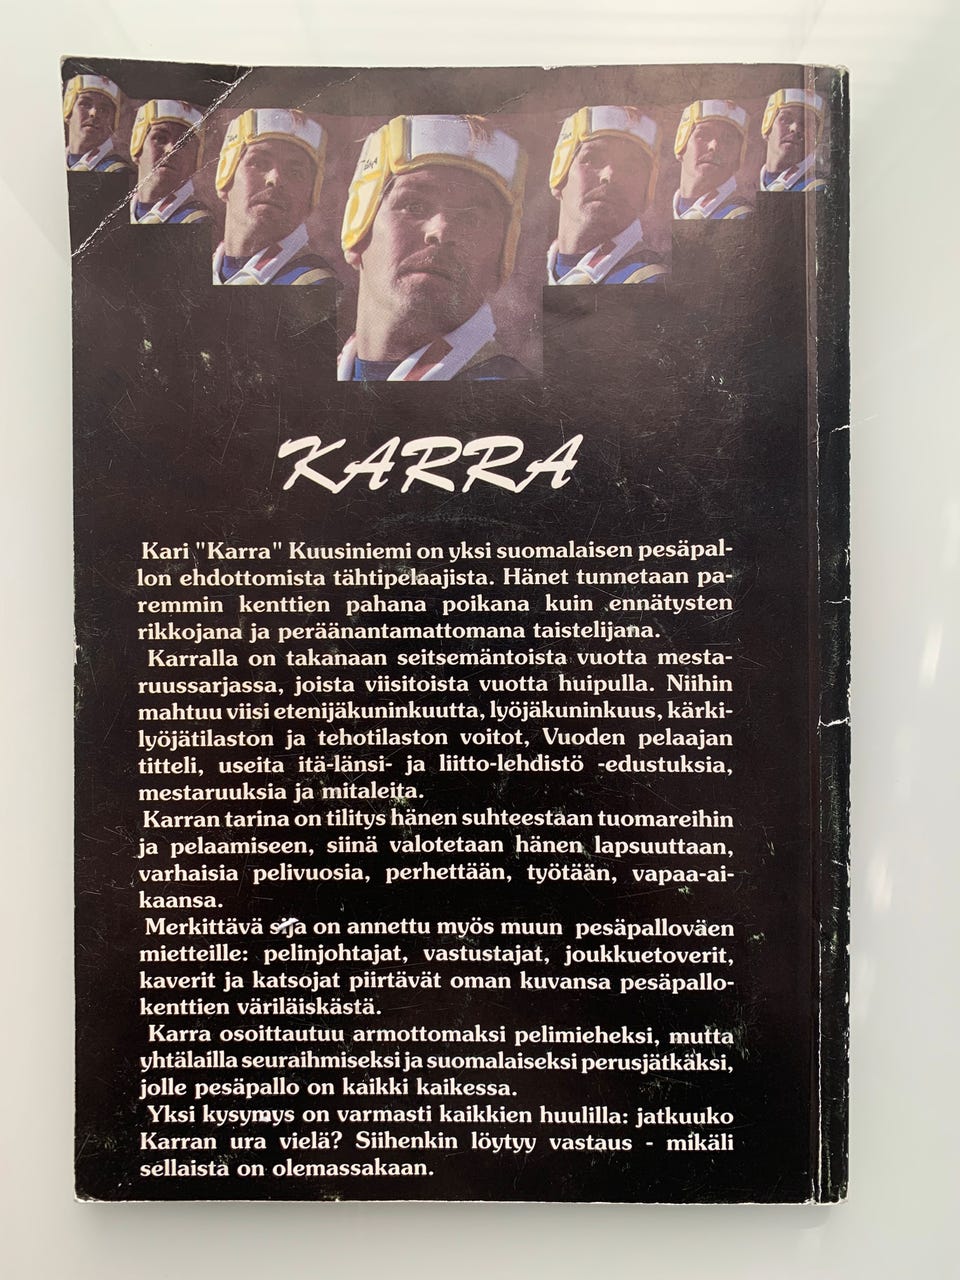 KARRA
Kari "Karra" Kuusiniemi on yksi suomalaisen pesäpal-
lon ehdottomista tähtipelaajista. Hänet tunnetaan pa-
remmin kenttien pahana poikana kuin ennätysten
rikkojana ja peräänantamattomana taistelijana.
Karralla on takanaan seitsemäntoista vuotta mesta-
ruussarjassa, joista viisitoista vuotta huipulla. Niihin
mahtuu viisi etenijäkuninkuutta, lyöjäkuninkuus, kärki-
lyöjätilaston ja tehotilaston voitot, Vuoden pelaajan
titteli, useita itä-länsi- ja liitto-lehdistö -edustuksia,
mestaruuksia ja mitaleita.
Karran tarina on tilitys hänen suhteestaan tuomareihin
ja pelaamiseen, siinä valotetaan hänen lapsuuttaan,
varhaisia pelivuosia, perhettään, työtään, vapaa-ai-
kaansa.
Merkittävä sija on annettu myös muun pesäpalloväen
mietteille: pelinjohtajat, vastustajat, joukkuetoverit,
kaverit ja katsojat piirtävät oman kuvansa pesäpallo-
kenttien väriläiskästä.
Karra osoittautuu armottomaksi pelimieheksi, mutta
yhtälailla seuraihmiseksi ja suomalaiseksi perusjätkäksi,
jolle pesäpallo on kaikki kaikessa.
Yksi kysymys on varmasti kaikkien huulilla: jatkuuko
Karran ura vielä? Siihenkin löytyy vastaus - mikäli
sellaista on olemassakaan.